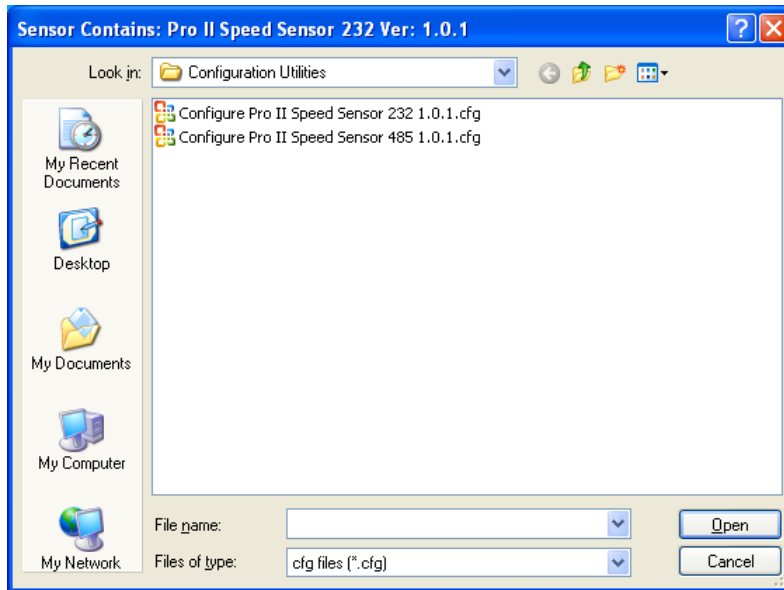 Sensor Contains: Pro II Speed Sensor 232 Ver: 1.0.1
Look in: Configuration Utilities
Configure Pro II Speed Sensor 232 1.0.1.cfg
Configure Pro II Speed Sensor 485 1.0.1.cfg
My Recent
Documents
Desktop
My Documents
My Computer
My Network
File name:
Open
Files of type: cfg files (*.cfg)
Cancel